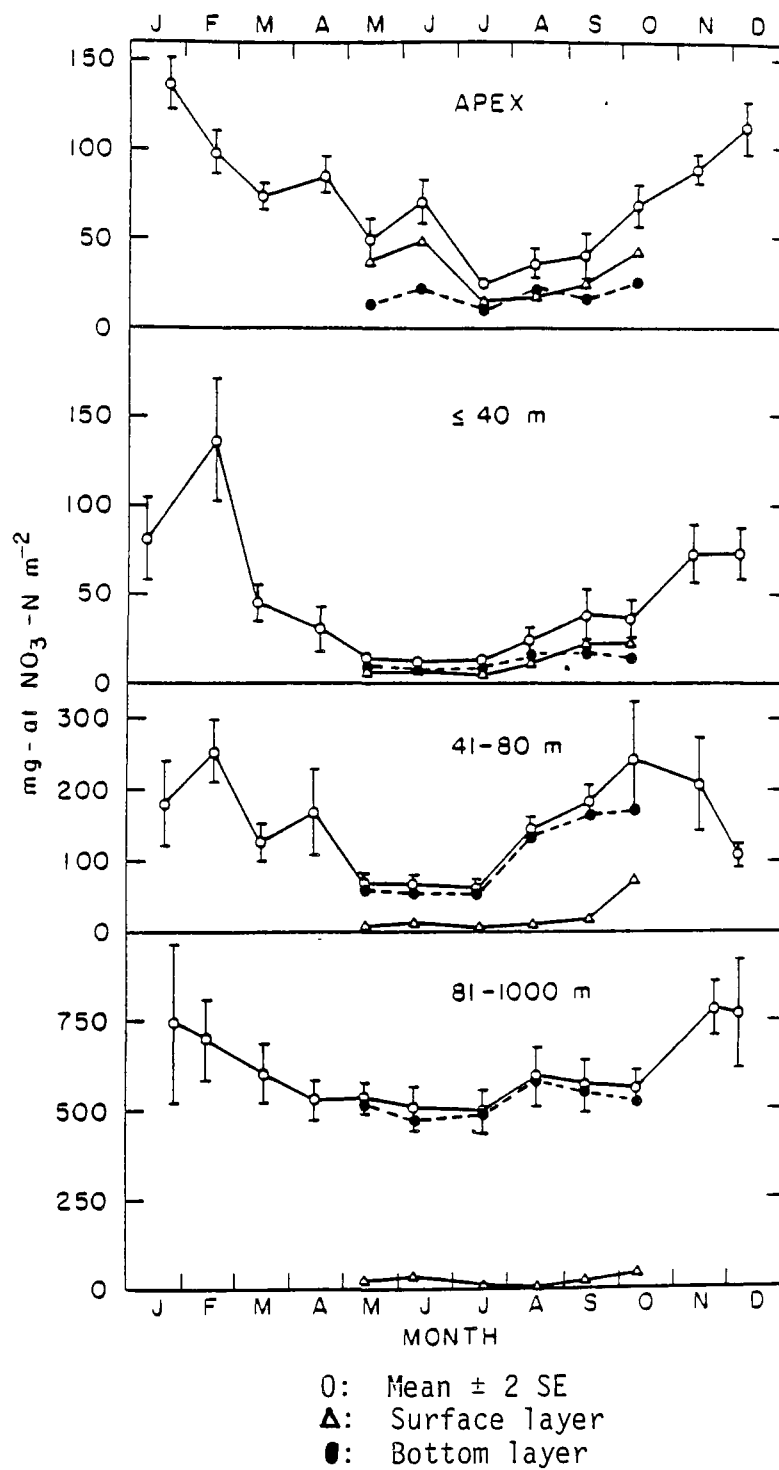 J F M A M J J A S O N D
150
APEX
100
50
0
≤ 40 m
150
100
50
0
mg-at NO3-N m-2
41-80 m
300
200
100
0
81-1000 m
750
500
250
0
J F M A M J J A S O N D
MONTH
O: Mean ± 2 SE
Δ: Surface layer
●: Bottom layer